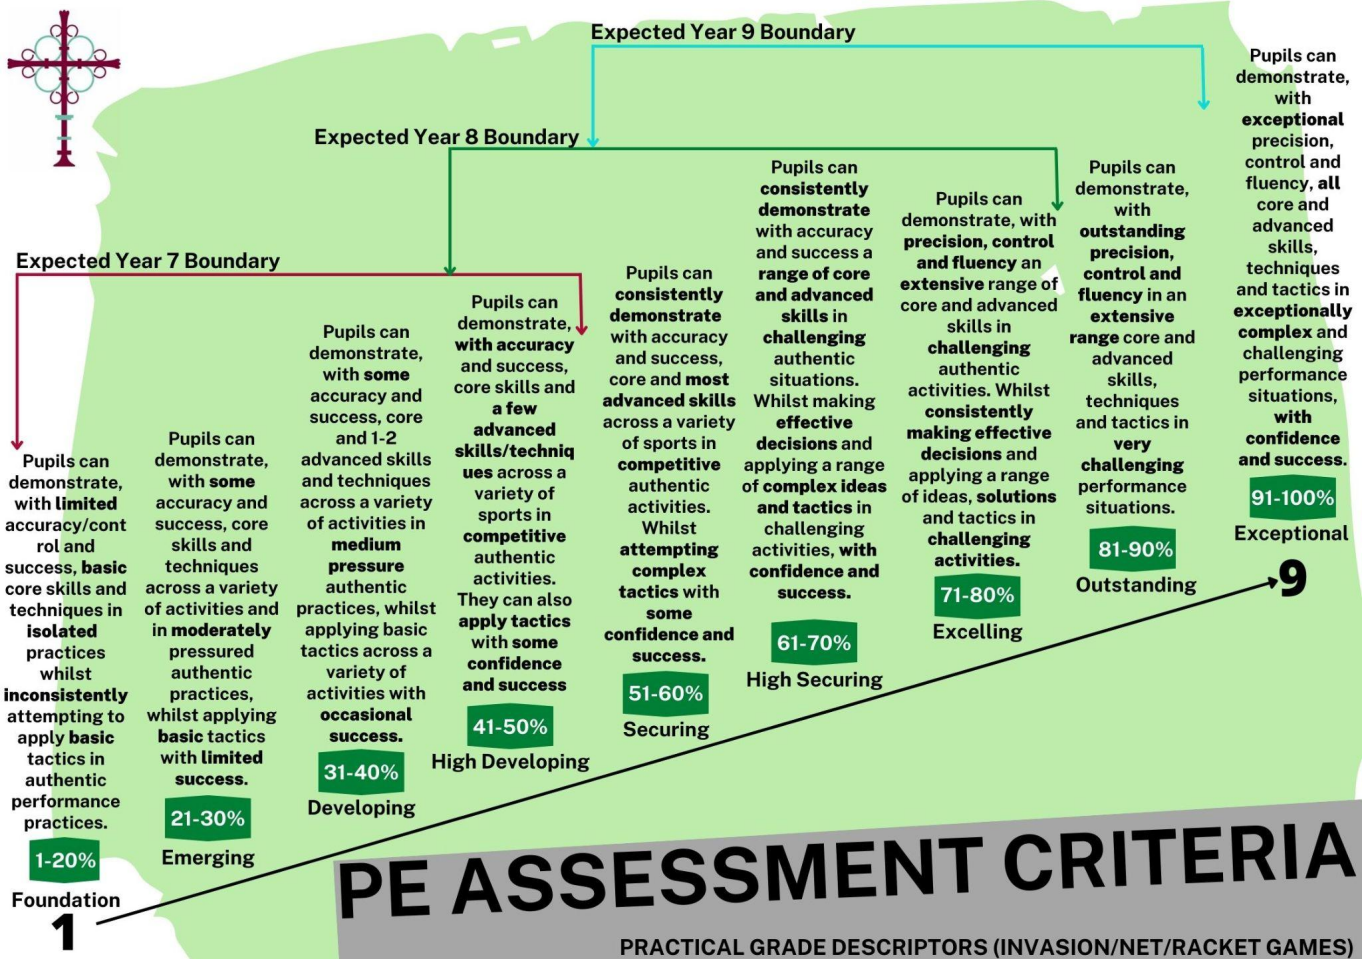 Expected Year 9 Boundary
Expected Year 8 Boundary
Expected Year 7 Boundary
Pupils can
demonstrate,
with limited
accuracy/cont
rol and
success, basic
core skills and
techniques in
isolated
practices
whilst
inconsistently
attempting to
apply basic
tactics in
authentic
performance
practices.
1-20%
Foundation
1
Pupils can
demonstrate,
with some
accuracy and
success, core
skills and
techniques
across a variety
of activities and
in moderately
pressured
authentic
practices,
whilst applying
basic tactics
with limited
success.
21-30%
Emerging
Pupils can
demonstrate,
with some
accuracy and
success, core
and 1-2
advanced skills
and techniques
across a variety
of activities in
medium
pressure
authentic
practices, whilst
applying basic
tactics across a
variety of
activities with
occasional
success.
31-40%
Developing
Pupils can
demonstrate,
with accuracy
and success,
core skills and
a few
advanced
skills/techniq
ues across a
variety of
sports in
competitive
authentic
activities.
They can also
apply tactics
with some
confidence
and success
41-50%
High Developing
Pupils can
consistently
demonstrate
with accuracy
and success,
core and most
advanced skills
across a variety
of sports in
competitive
authentic
activities.
Whilst
attempting
complex
tactics with
some
confidence and
success.
51-60%
Securing
Pupils can
consistently
demonstrate
with accuracy
and success a
range of core
and advanced
skills in
challenging
authentic
situations.
Whilst making
effective
decisions and
applying a range
of complex ideas
and tactics in
challenging
activities, with
confidence and
success.
61-70%
High Securing
Pupils can
demonstrate, with
precision, control
and fluency an
extensive range of
core and advanced
skills in
challenging
authentic
activities. Whilst
consistently
making effective
decisions and
applying a range
of ideas, solutions
and tactics in
challenging
activities.
71-80%
Excelling
Pupils can
demonstrate,
with
outstanding
precision,
control and
fluency in an
extensive
range core and
advanced
skills,
techniques
and tactics in
very
challenging
performance
situations.
81-90%
Outstanding
Pupils can
demonstrate,
with
exceptional
precision,
control and
fluency, all
core and
advanced
skills,
techniques
and tactics in
exceptionally
complex and
challenging
performance
situations,
with
confidence
and success.
91-100%
Exceptional
9
PE ASSESSMENT CRITERIA
PRACTICAL GRADE DESCRIPTORS (INVASION/NET/RACKET GAMES)